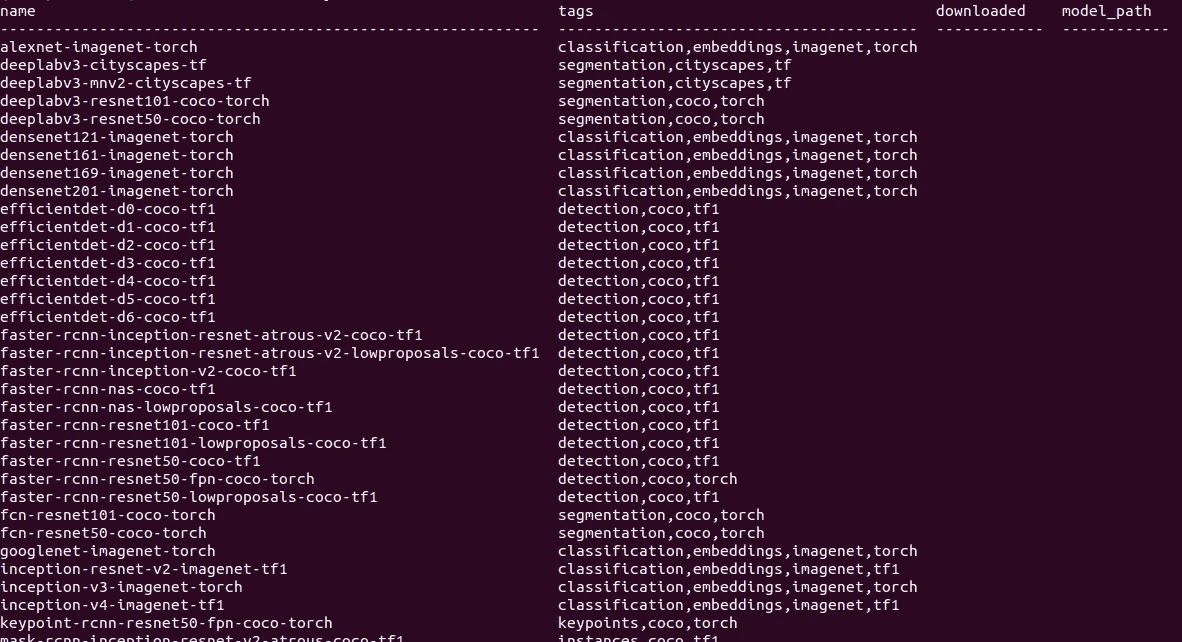 name tags downloaded model_path
------------------------------------------------------------ ---------------------------------------- ------------ ------------
alexnet-imagenet-torch classification,embeddings,imagenet,torch
deeplabv3-cityscapes-tf segmentation,cityscapes,tf
deeplabv3-mnv2-cityscapes-tf segmentation,cityscapes,tf
deeplabv3-resnet101-coco-torch segmentation,coco,torch
deeplabv3-resnet50-coco-torch segmentation,coco,torch
densenet121-imagenet-torch classification,embeddings,imagenet,torch
densenet161-imagenet-torch classification,embeddings,imagenet,torch
densenet169-imagenet-torch classification,embeddings,imagenet,torch
densenet201-imagenet-torch classification,embeddings,imagenet,torch
efficientdet-d0-coco-tf1 detection,coco,tf1
efficientdet-d1-coco-tf1 detection,coco,tf1
efficientdet-d2-coco-tf1 detection,coco,tf1
efficientdet-d3-coco-tf1 detection,coco,tf1
efficientdet-d4-coco-tf1 detection,coco,tf1
efficientdet-d5-coco-tf1 detection,coco,tf1
efficientdet-d6-coco-tf1 detection,coco,tf1
faster-rcnn-inception-resnet-atrous-v2-coco-tf1 detection,coco,tf1
faster-rcnn-inception-resnet-atrous-v2-lowproposals-coco-tf1 detection,coco,tf1
faster-rcnn-inception-v2-coco-tf1 detection,coco,tf1
faster-rcnn-nas-coco-tf1 detection,coco,tf1
faster-rcnn-nas-lowproposals-coco-tf1 detection,coco,tf1
faster-rcnn-resnet101-coco-tf1 detection,coco,tf1
faster-rcnn-resnet101-lowproposals-coco-tf1 detection,coco,tf1
faster-rcnn-resnet50-coco-tf1 detection,coco,tf1
faster-rcnn-resnet50-fpn-coco-torch detection,coco,torch
faster-rcnn-resnet50-lowproposals-coco-tf1 detection,coco,tf1
fcn-resnet101-coco-torch segmentation,coco,torch
fcn-resnet50-coco-torch segmentation,coco,torch
googlenet-imagenet-torch classification,embeddings,imagenet,torch
inception-resnet-v2-imagenet-tf1 classification,embeddings,imagenet,tf1
inception-v3-imagenet-torch classification,embeddings,imagenet,torch
inception-v4-imagenet-tf1 classification,embeddings,imagenet,tf1
keypoint-rcnn-resnet50-fpn-coco-torch keypoints,coco,torch
mask-rcnn-inception-resnet-v2-atrous-coco-tf1 instances,coco,tf1